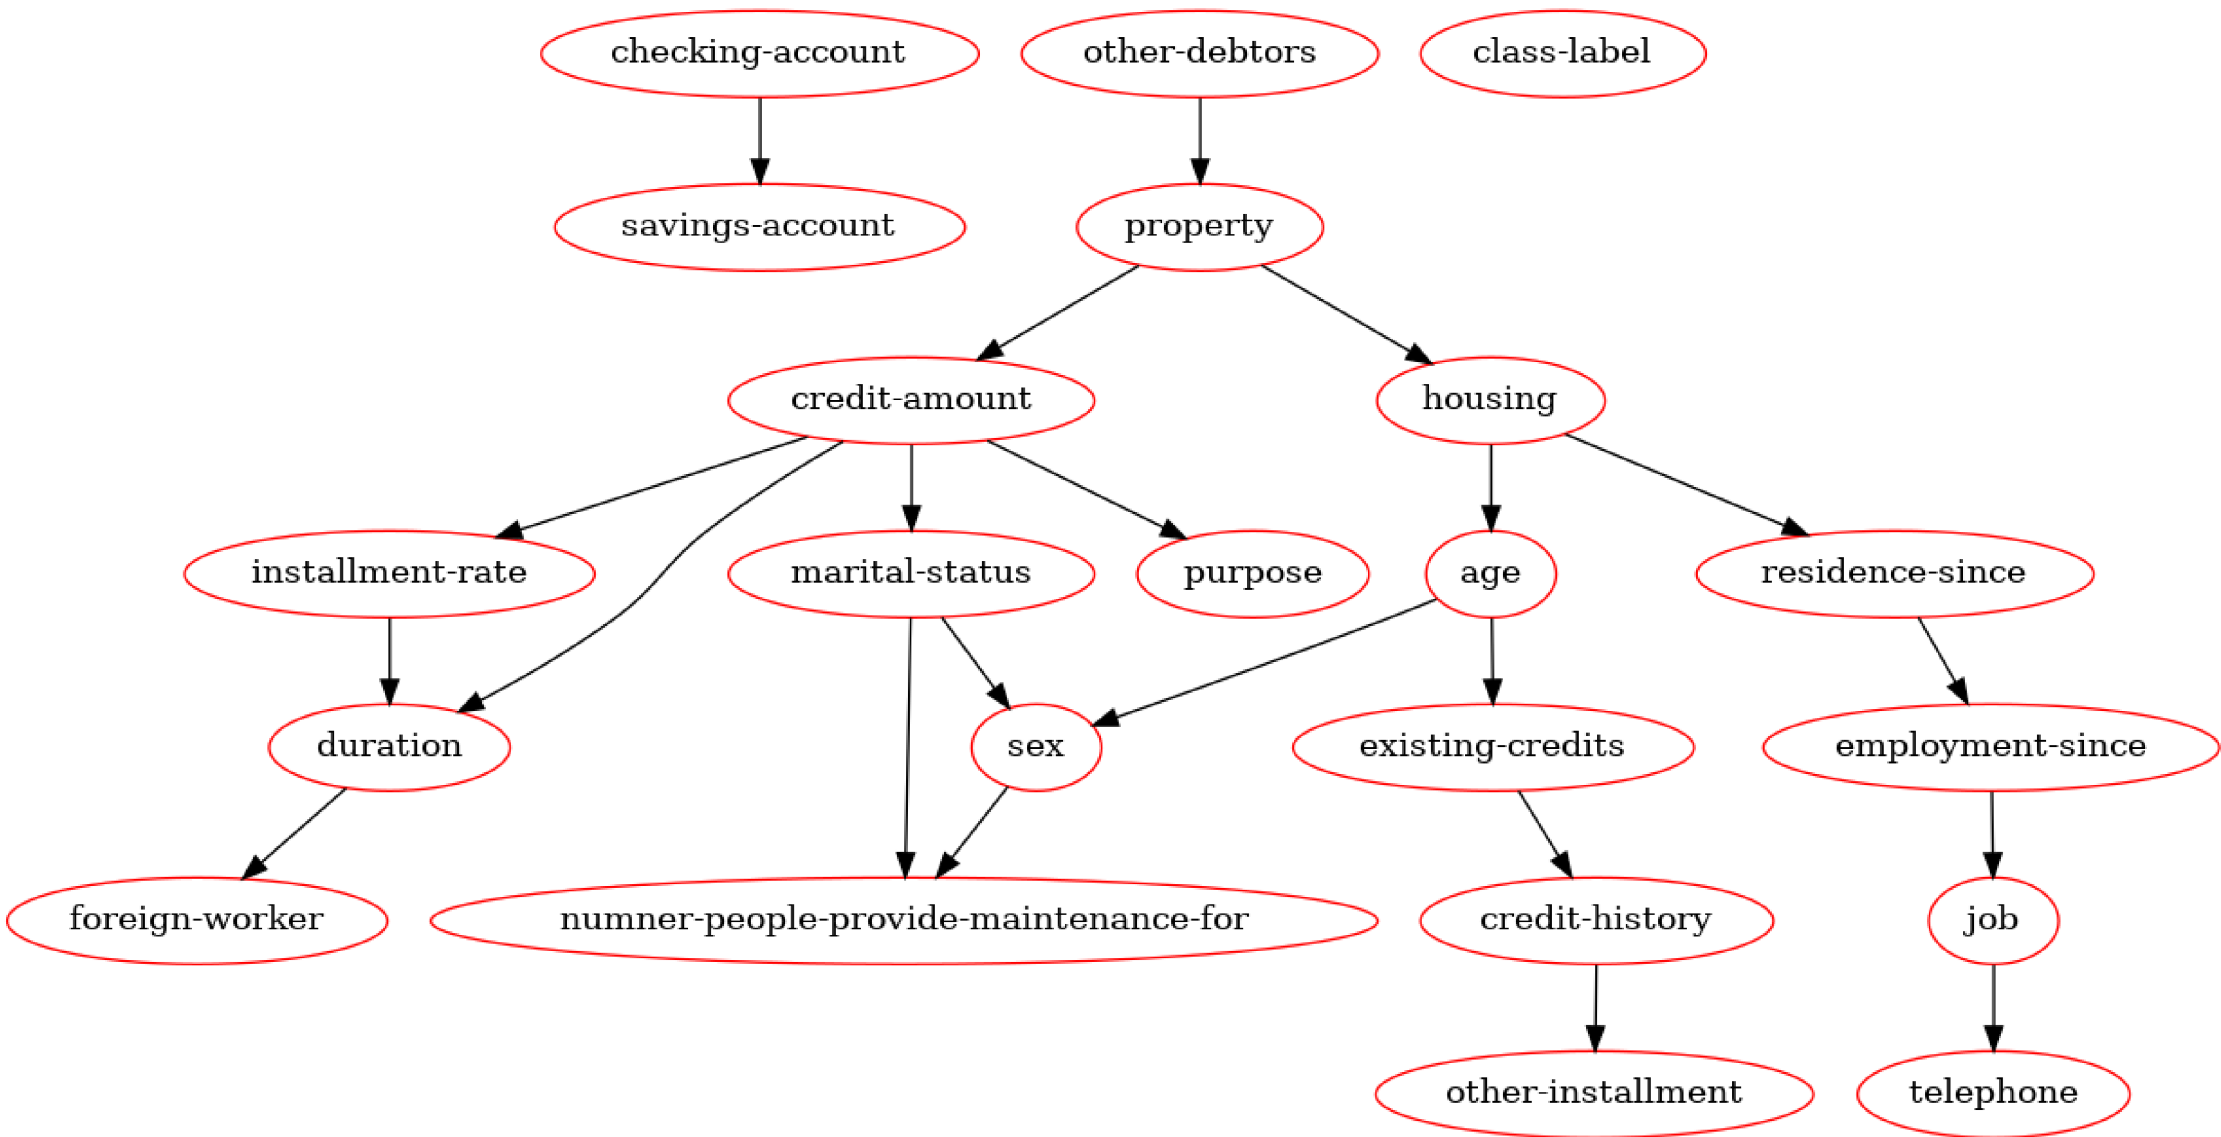 checking-account
other-debtors
class-label
savings-account
property
credit-amount
housing
installment-rate
marital-status
purpose
age
residence-since
duration
sex
existing-credits
employment-since
foreign-worker
numner-people-provide-maintenance-for
credit-history
job
other-installment
telephone